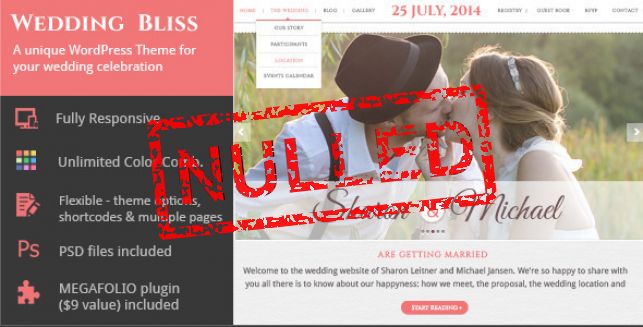 WEDDING BLISS
A unique WordPress Theme for
your wedding celebration
Fully Responsive
Unlimited Color Comb.
Flexible - theme options,
shortcodes & multiple pages
Ps PSD files included
MEGAFOLIO plugin
($9 value) included
HOME | THE WEDDING | BLOG | GALLERY 25 JULY, 2014 REGISTRY | GUEST BOOK RSVP CONTACT
OUR STORY
PARTICIPANTS
LOCATION
EVENTS CALENDAR
NULLED
Sharon & Michael
ARE GETTING MARRIED
Welcome to the wedding website of Sharon Leitner and Michael Jansen. We're so happy to share with
you all there is to know about our happyness: how we meet, the proposal, the wedding location and
START READING